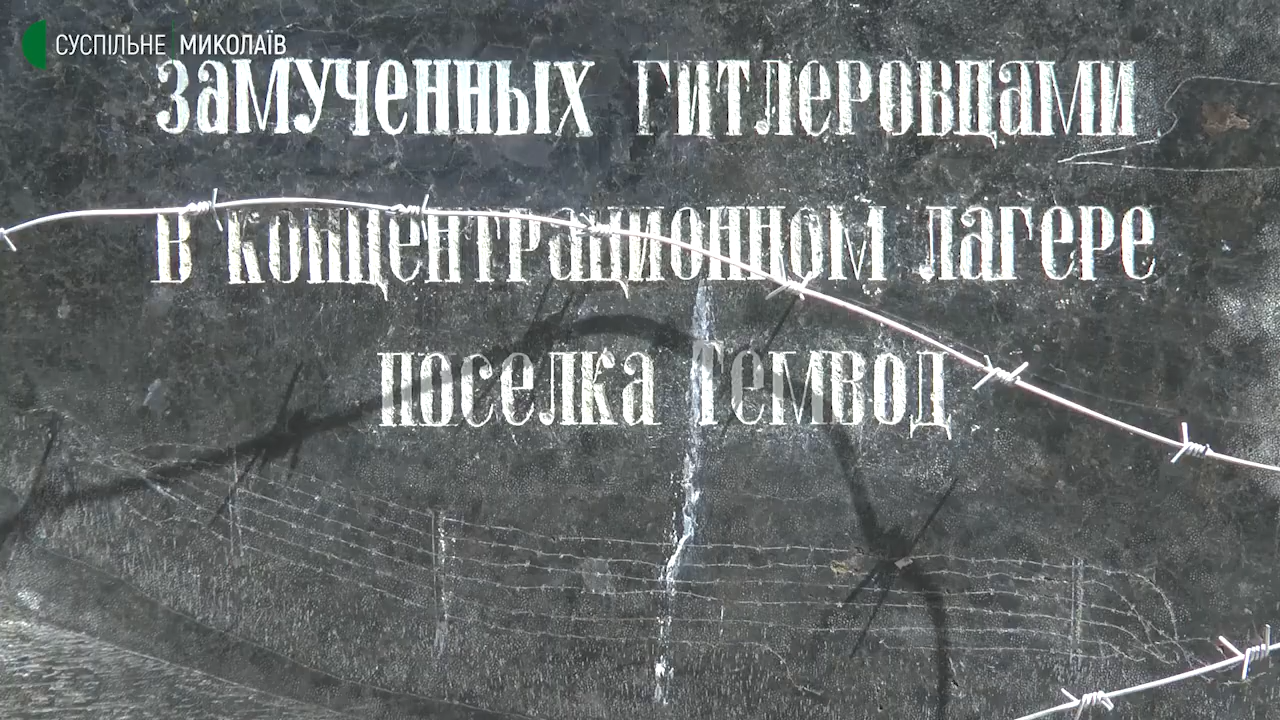 СУСПІЛЬНЕ МИКОЛАЇВ
замученных гитлеровцами
в концентрационном лагере
поселка Темвод